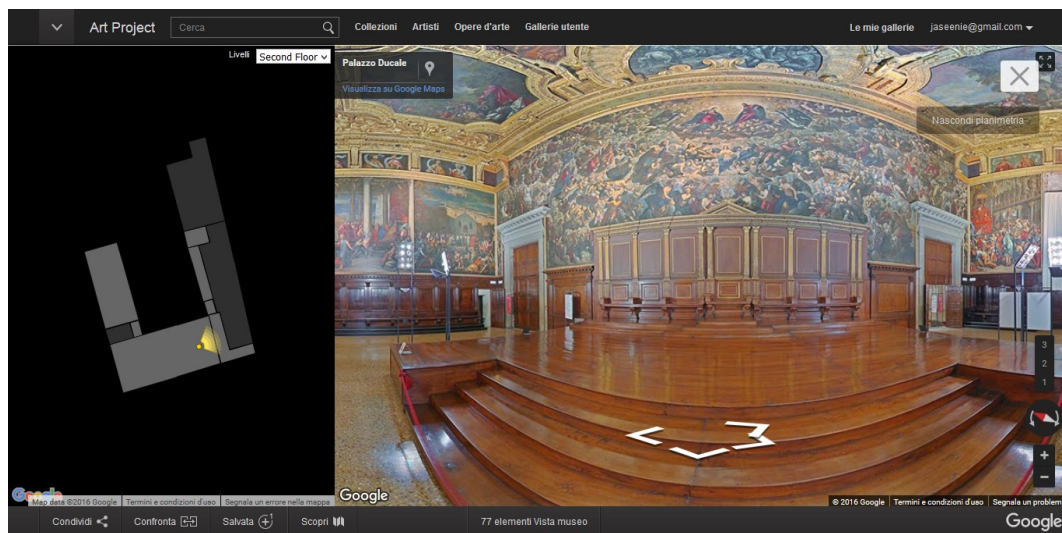 Art Project
Cerca
Collezioni Artisti Opere d'arte Gallerie utente
Le mie gallerie jaseenie@gmail.com
Livelli Second Floor
Palazzo Ducale
Visualizza su Google Maps
Nascondi planimetria
3
2
1
Google
Map data ©2016 Google Termini e condizioni d'uso Segnala un errore nella mappa
Google
© 2016 Google Termini e condizioni d'uso Segnala un problem
Condividi Confronta Salvata Scopri 77 elementi Vista museo
Google